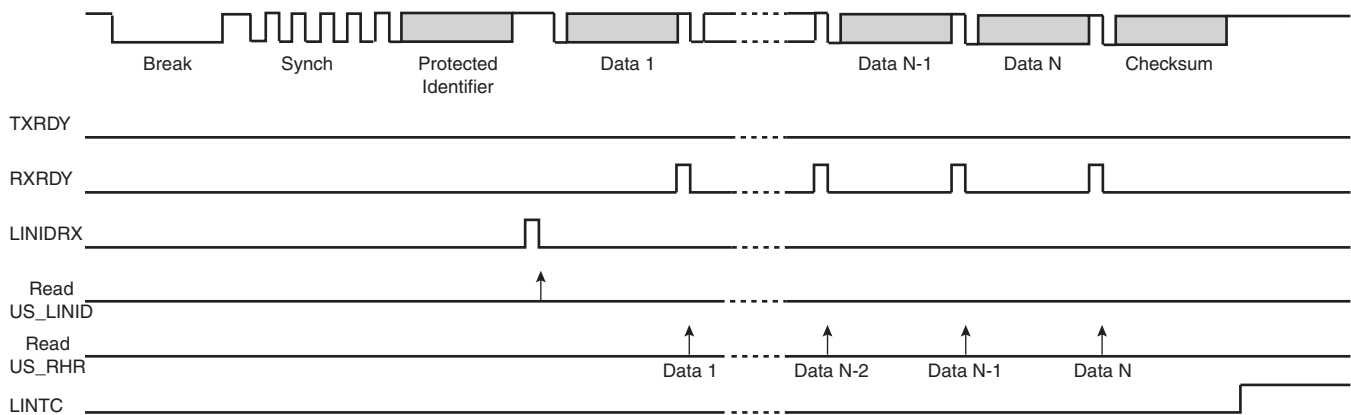 Break Synch Protected Data 1 Data N-1 Data N Checksum
Identifier
TXRDY
RXRDY
LINIDRX
Read
US_LINID
Read
US_RHR
Data 1 Data N-2 Data N-1 Data N
LINTC